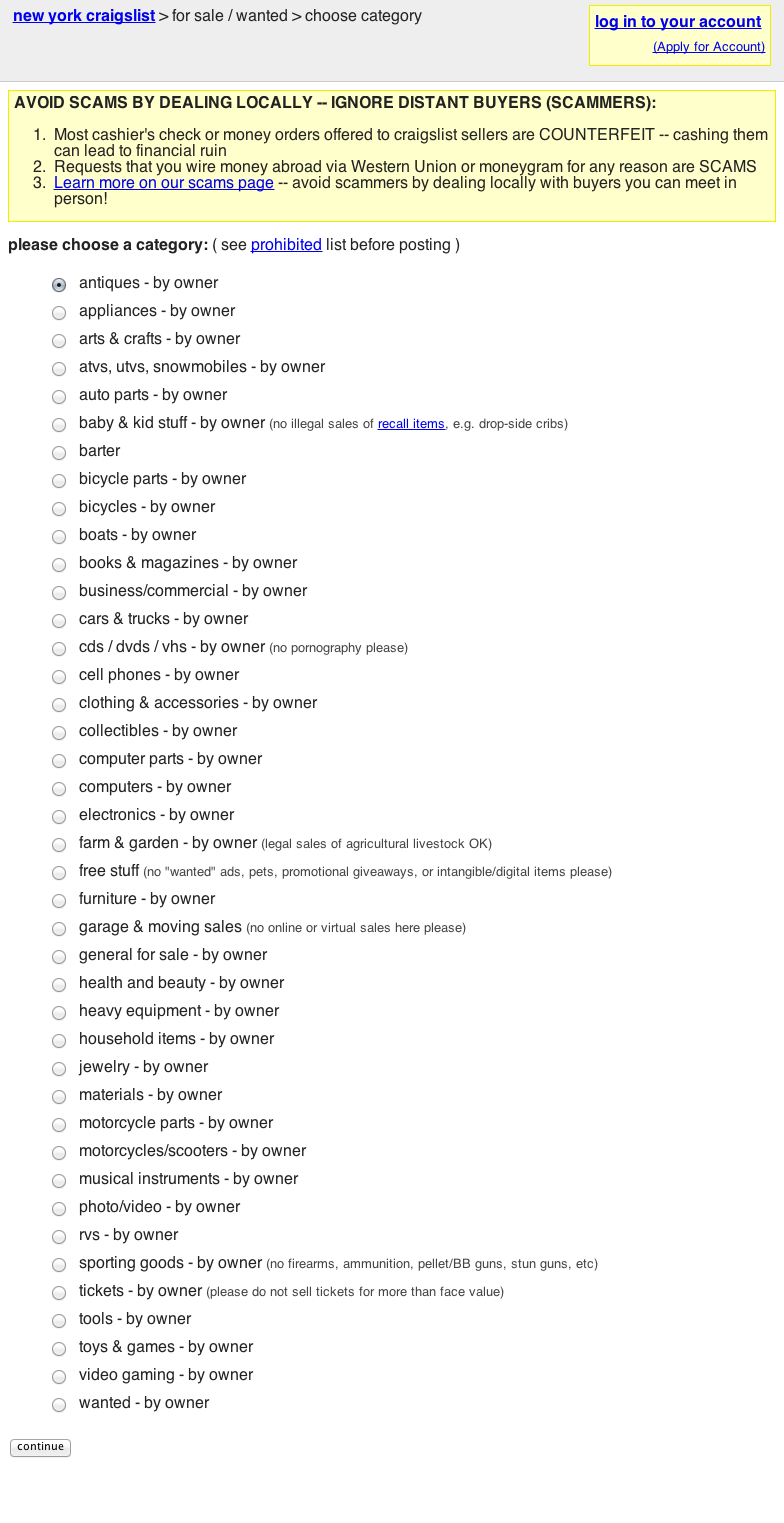 new york craigslist > for sale / wanted > choose category
log in to your account
(Apply for Account)
AVOID SCAMS BY DEALING LOCALLY -- IGNORE DISTANT BUYERS (SCAMMERS):
1. Most cashier's check or money orders offered to craigslist sellers are COUNTERFEIT -- cashing them
can lead to financial ruin
2. Requests that you wire money abroad via Western Union or moneygram for any reason are SCAMS
3. Learn more on our scams page -- avoid scammers by dealing locally with buyers you can meet in
person!
please choose a category: ( see prohibited list before posting )
antiques - by owner
appliances - by owner
arts & crafts - by owner
atvs, utvs, snowmobiles - by owner
auto parts - by owner
baby & kid stuff - by owner (no illegal sales of recall items, e.g. drop-side cribs)
barter
bicycle parts - by owner
bicycles - by owner
boats - by owner
books & magazines - by owner
business/commercial - by owner
cars & trucks - by owner
cds / dvds / vhs - by owner (no pornography please)
cell phones - by owner
clothing & accessories - by owner
collectibles - by owner
computer parts - by owner
computers - by owner
electronics - by owner
farm & garden - by owner (legal sales of agricultural livestock OK)
free stuff (no "wanted" ads, pets, promotional giveaways, or intangible/digital items please)
furniture - by owner
garage & moving sales (no online or virtual sales here please)
general for sale - by owner
health and beauty - by owner
heavy equipment - by owner
household items - by owner
jewelry - by owner
materials - by owner
motorcycle parts - by owner
motorcycles/scooters - by owner
musical instruments - by owner
photo/video - by owner
rvs - by owner
sporting goods - by owner (no firearms, ammunition, pellet/BB guns, stun guns, etc)
tickets - by owner (please do not sell tickets for more than face value)
tools - by owner
toys & games - by owner
video gaming - by owner
wanted - by owner
continue